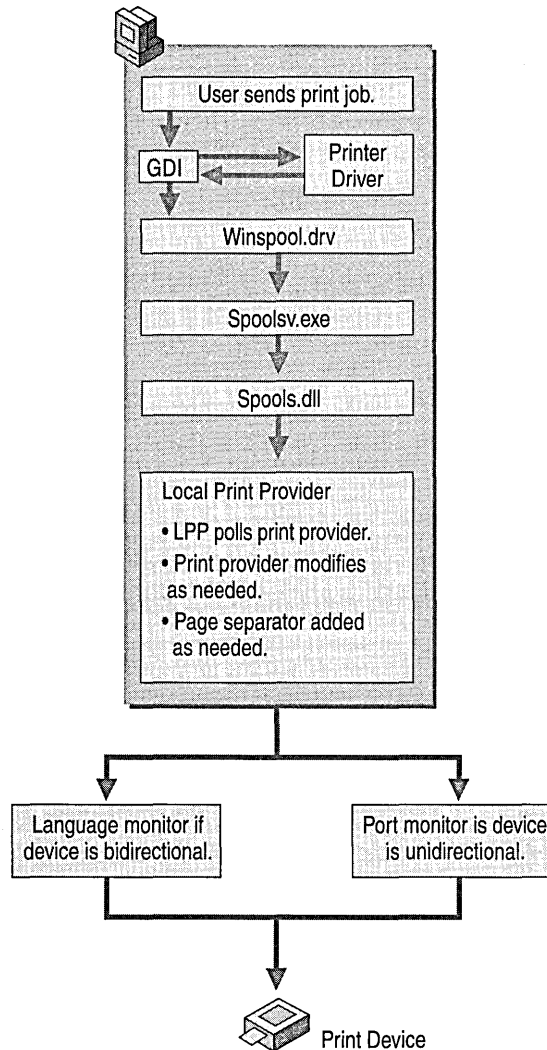 User sends print job.
GDI
Printer
Driver
Winspool.drv
Spoolsv.exe
Spools.dll
Local Print Provider
• LPP polls print provider.
• Print provider modifies
as needed.
• Page separator added
as needed.
Language monitor if
device is bidirectional.
Port monitor is device
is unidirectional.
Print Device